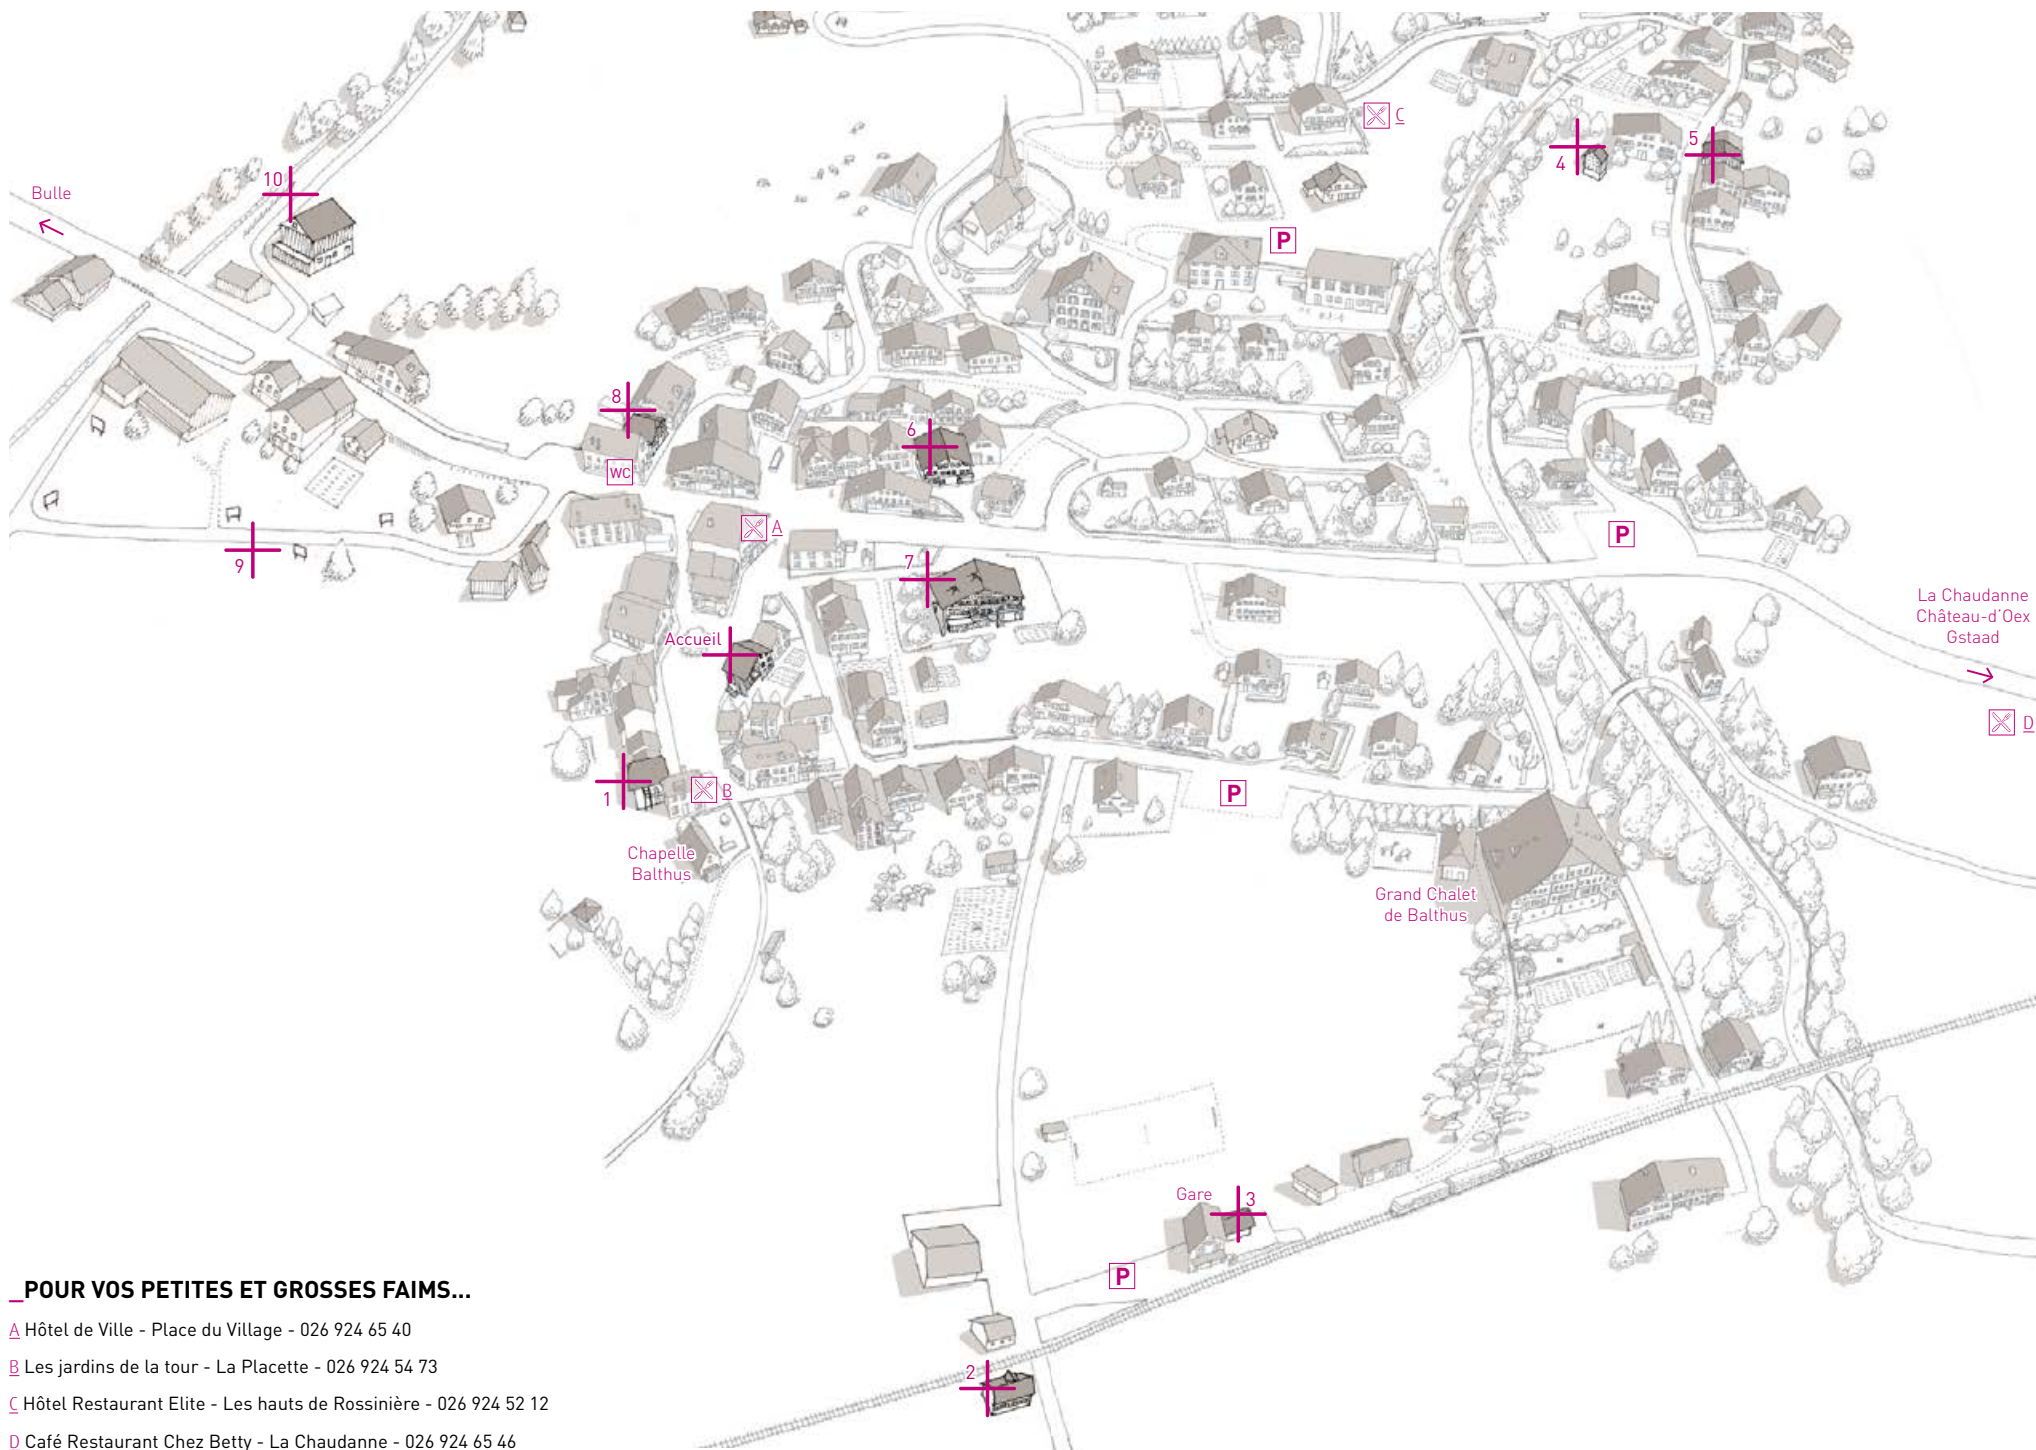 C
5
4
10
Bulle
P
8
6
WC
A
P
7
9
La Chaudanne
Château-d'Oex
Gstaad
Accueil
D
1
B
P
Chapelle
Balthus
Grand Chalet
de Balthus
Gare
3
P
2
_POUR VOS PETITES ET GROSSES FAIMS...
A Hôtel de Ville - Place du Village - 026 924 65 40
B Les jardins de la tour - La Placette - 026 924 54 73
C Hôtel Restaurant Elite - Les hauts de Rossinière - 026 924 52 12
D Café Restaurant Chez Betty - La Chaudanne - 026 924 65 46